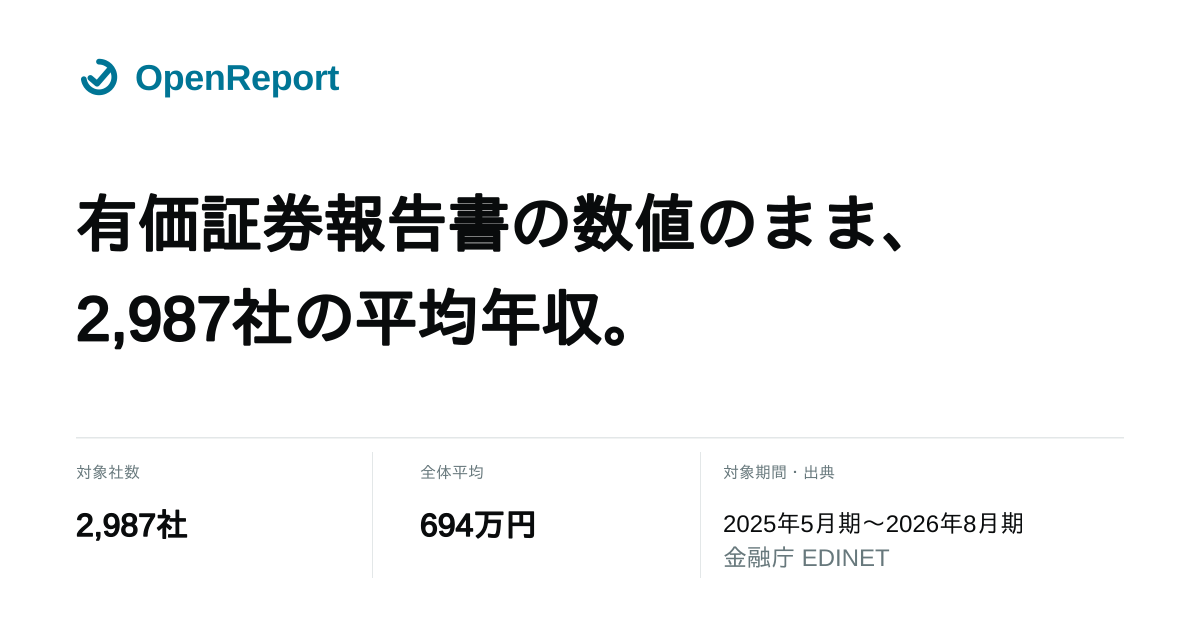 OpenReport
有価証券報告書の数値のまま、
2,987社の平均年収。
対象社数
2,987社
全体平均
694万円
対象期間・出典
2025年5月期〜2026年8月期
金融庁 EDINET